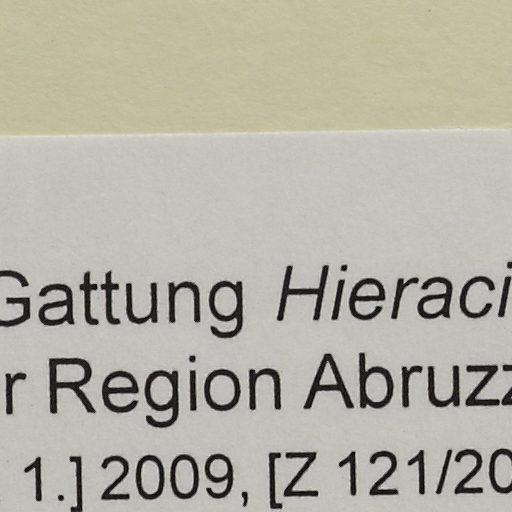 Gattung Hieraci
r Region Abruzz
1.] 2009, [Z 121/20